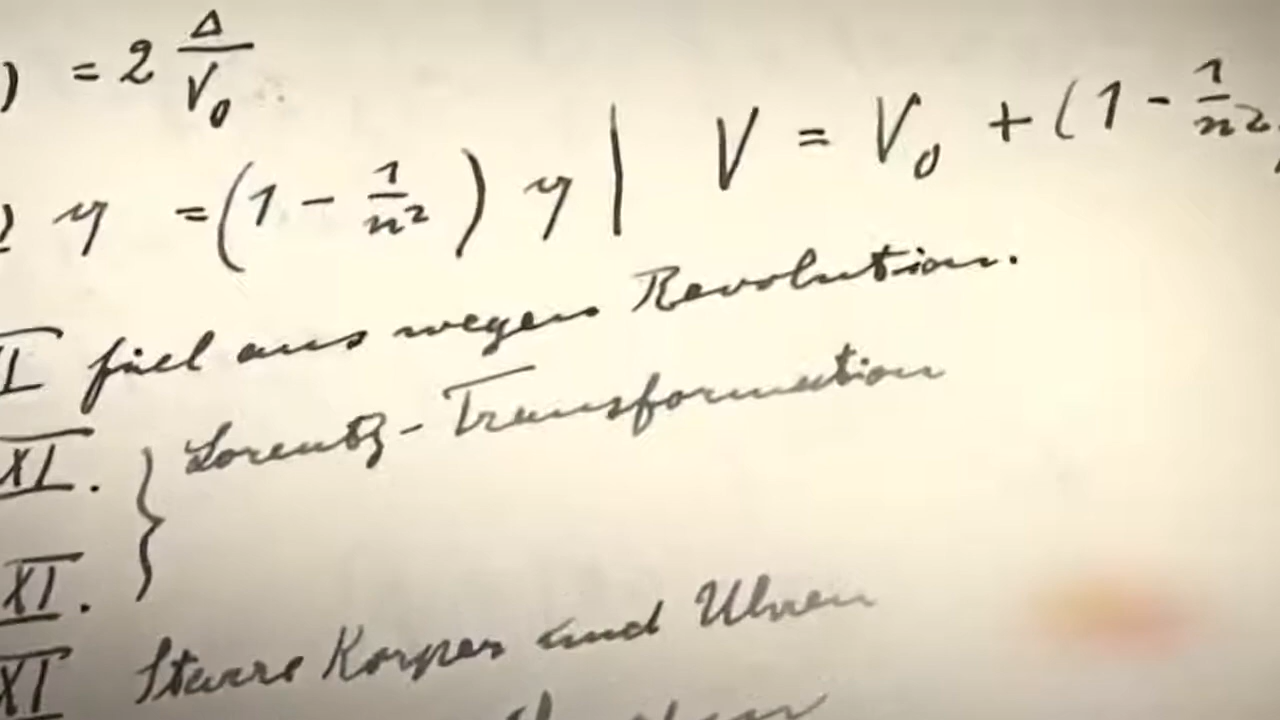 ) = 2 Δ/V₀
y = (1 - 1/n²) y | V = V₀ + (1 - 1/n²
I fiel aus wegen Revolution.
XI. } Lorentz-Transformation
XI.
XI Starre Körper und Uhren